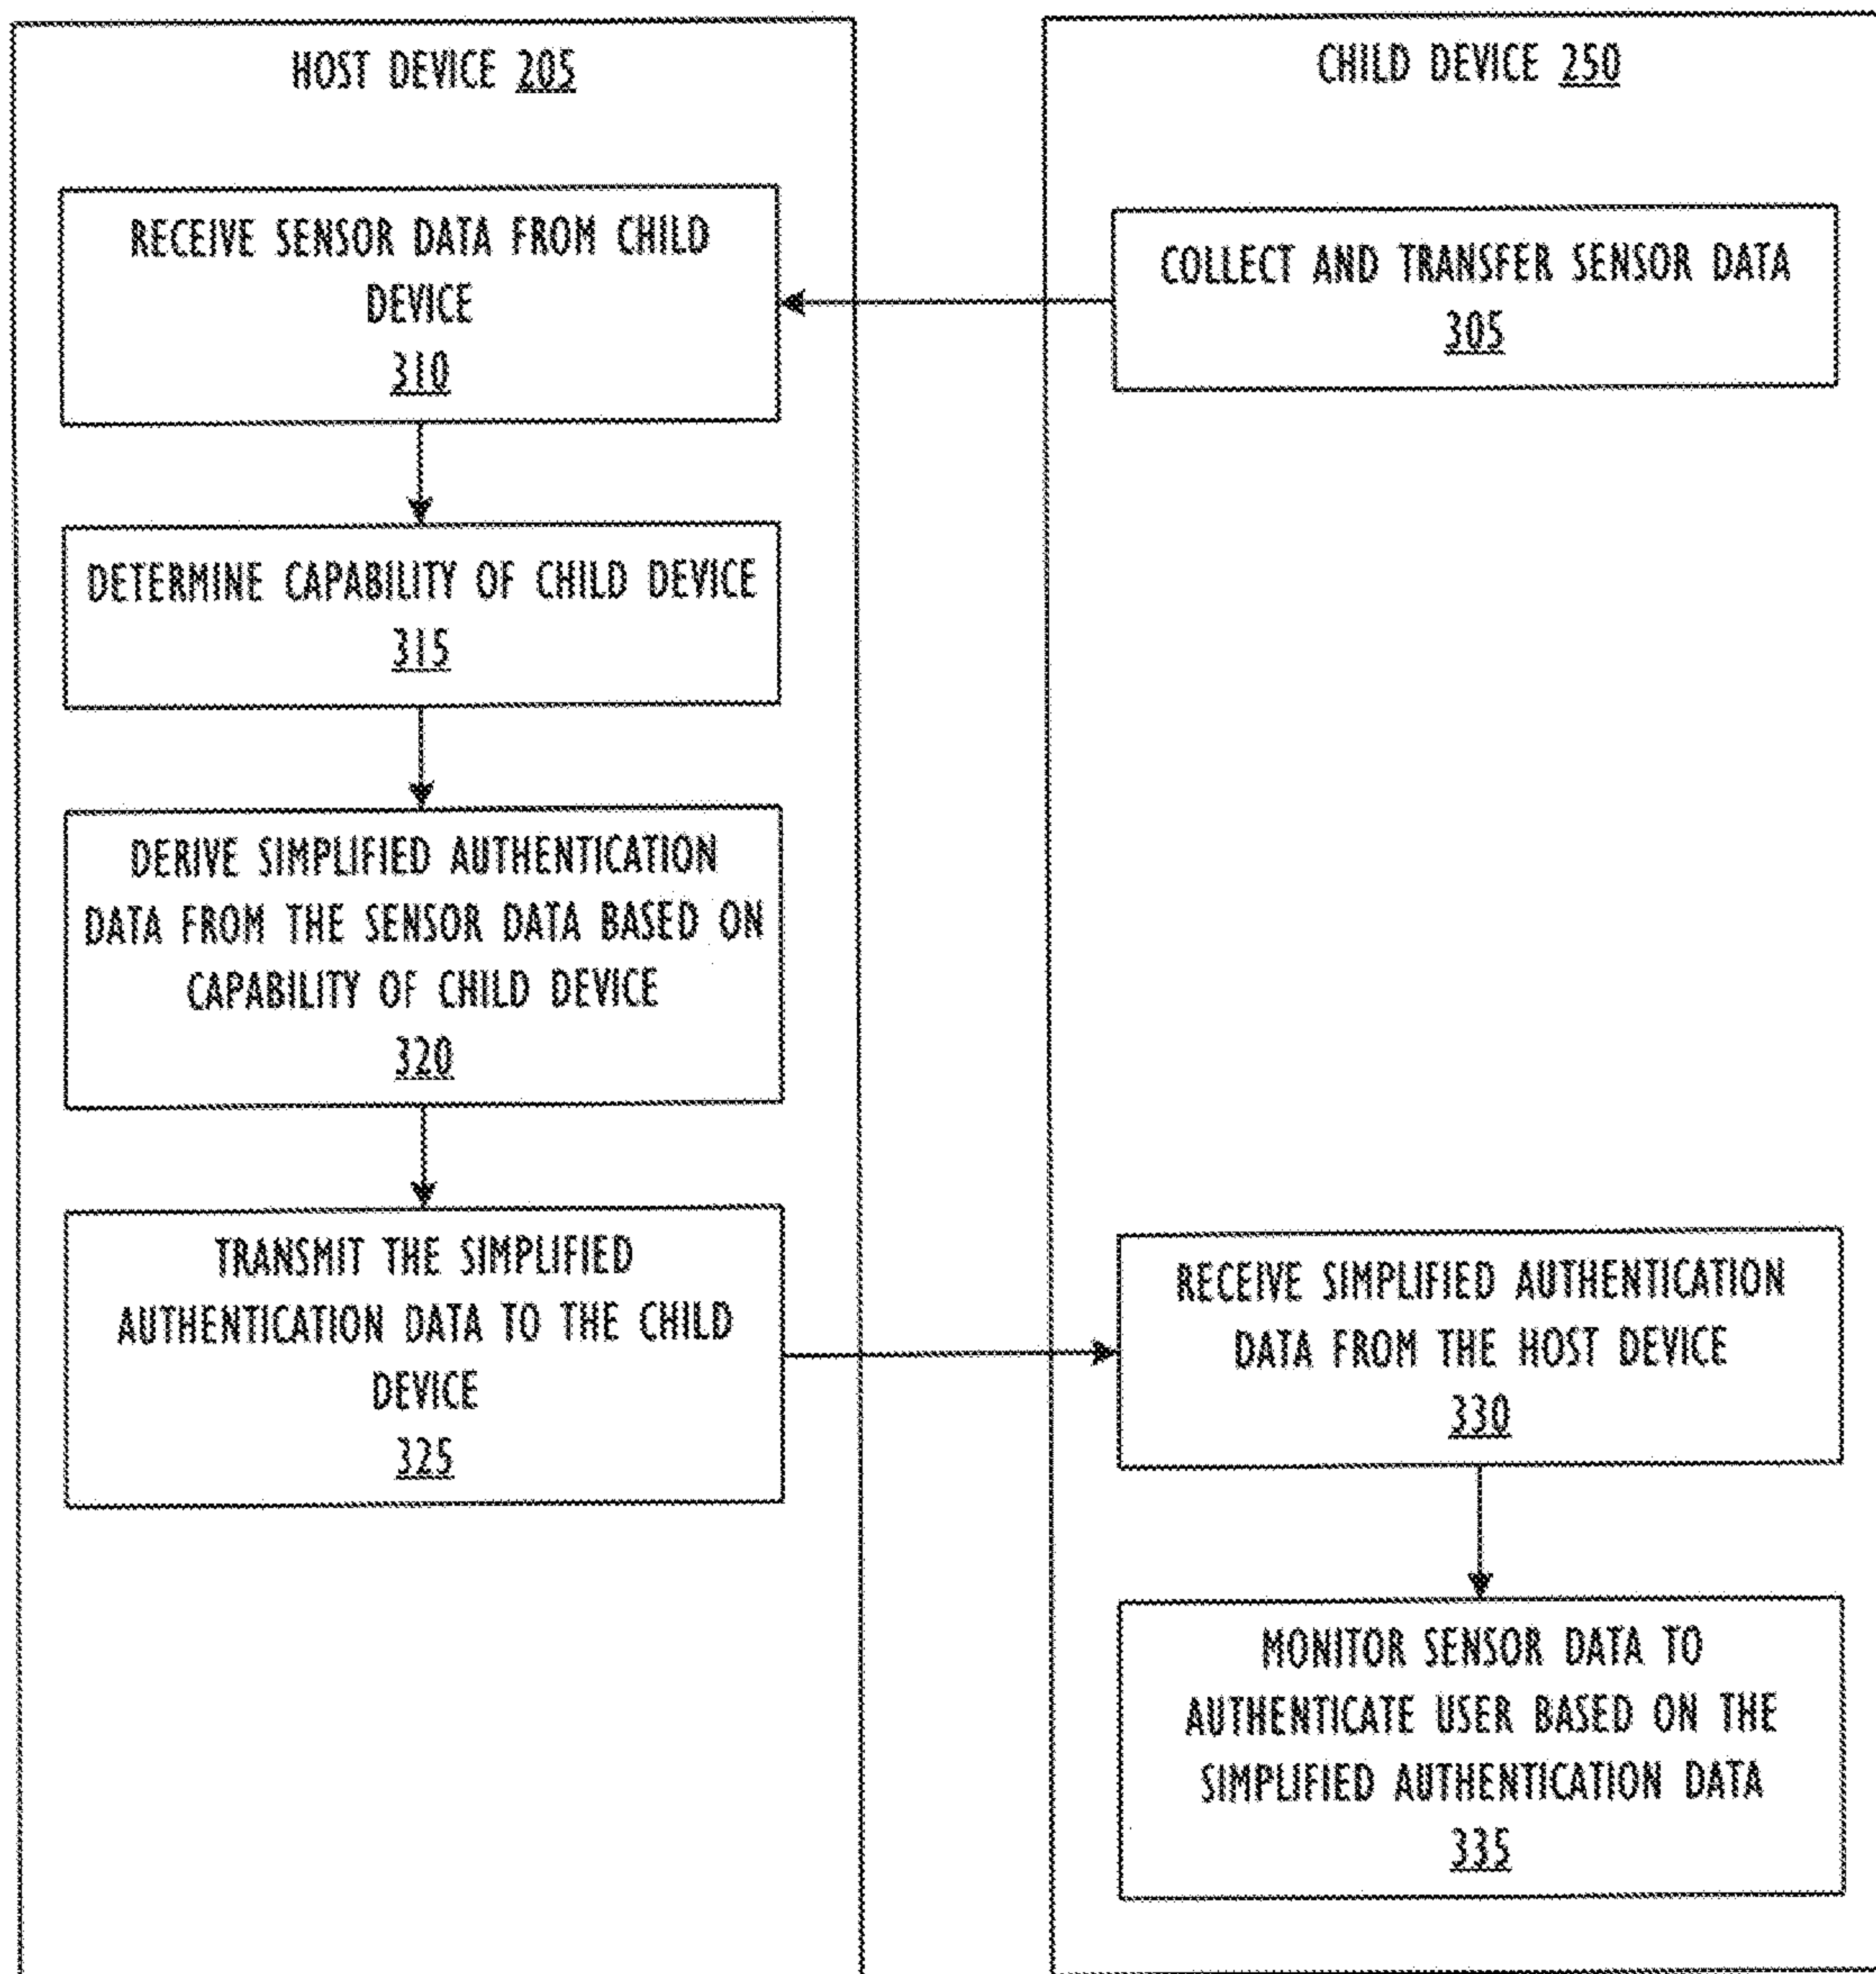 HOST DEVICE 205
RECEIVE SENSOR DATA FROM CHILD
DEVICE
310
DETERMINE CAPABILITY OF CHILD DEVICE
315
DERIVE SIMPLIFIED AUTHENTICATION
DATA FROM THE SENSOR DATA BASED ON
CAPABILITY OF CHILD DEVICE
320
TRANSMIT THE SIMPLIFIED
AUTHENTICATION DATA TO THE CHILD
DEVICE
325
CHILD DEVICE 250
COLLECT AND TRANSFER SENSOR DATA
305
RECEIVE SIMPLIFIED AUTHENTICATION
DATA FROM THE HOST DEVICE
330
MONITOR SENSOR DATA TO
AUTHENTICATE USER BASED ON THE
SIMPLIFIED AUTHENTICATION DATA
335